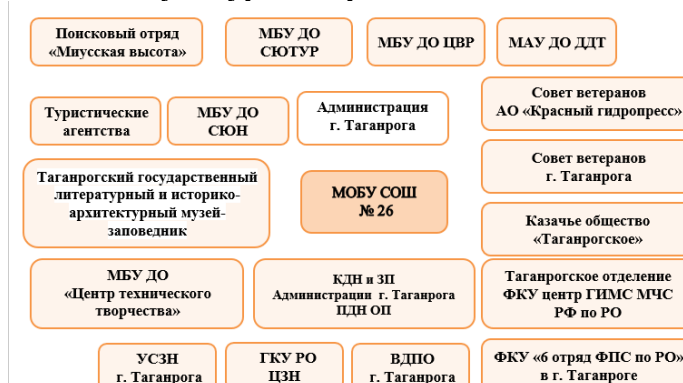 Поисковый отряд
«Миусская высота»
МБУ ДО
СЮТУР
МБУ ДО ЦВР
МАУ ДО ДДТ
Туристические
агентства
МБУ ДО
СЮН
Администрация
г. Таганрога
Совет ветеранов
АО «Красный гидропресс»
Совет ветеранов
г. Таганрога
Таганрогский государственный
литературный и историко-
архитектурный музей-
заповедник
МОБУ СОШ
№ 26
Казачье общество
«Таганрогское»
МБУ ДО
«Центр технического
творчества»
КДН и ЗП
Администрации г. Таганрога
ПДН ОП
Таганрогское отделение
ФКУ центр ГИМС МЧС
РФ по РО
УСЗН
г. Таганрога
ГКУ РО
ЦЗН
ВДПО
г. Таганрога
ФКУ «6 отряд ФПС по РО»
в г. Таганроге